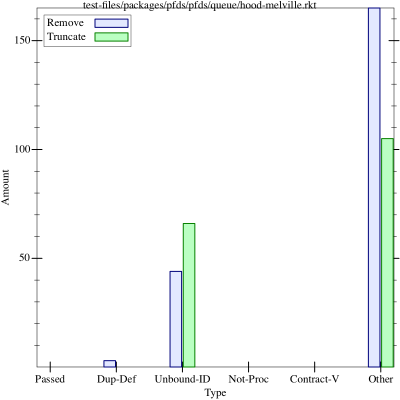 test-files/packages/pfds/pfds/queue/hood-melville.rkt
Remove
Truncate
150
100
50
Amount
Passed Dup-Def Unbound-ID Not-Proc Contract-V Other
Type